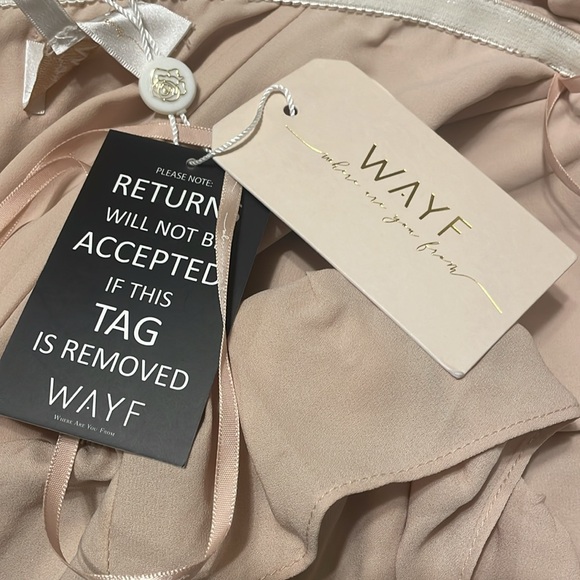 PLEASE NOTE:
RETURN
WILL NOT BE
ACCEPTED
IF THIS
TAG
IS REMOVED
WAYF
WHERE ARE YOU FROM
WAYF
where are you from